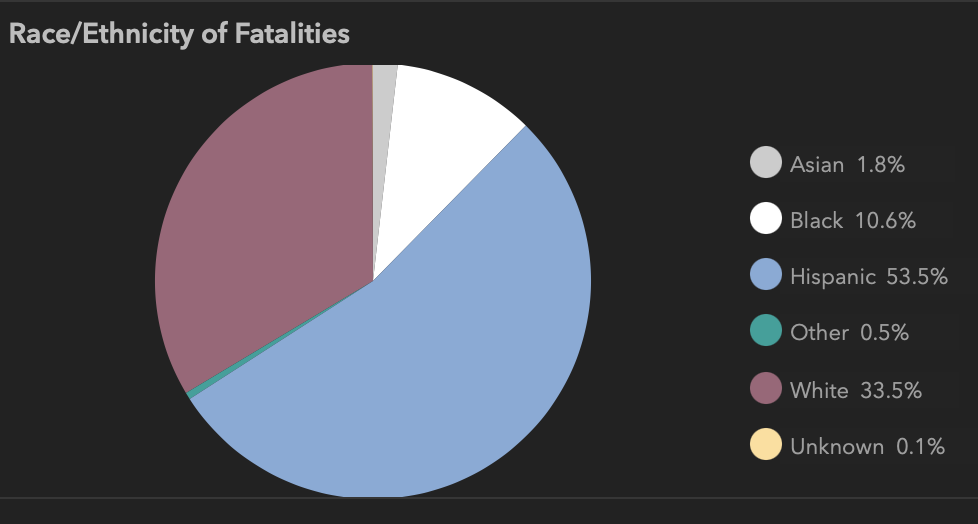 Race/Ethnicity of Fatalities
Asian 1.8%
Black 10.6%
Hispanic 53.5%
Other 0.5%
White 33.5%
Unknown 0.1%